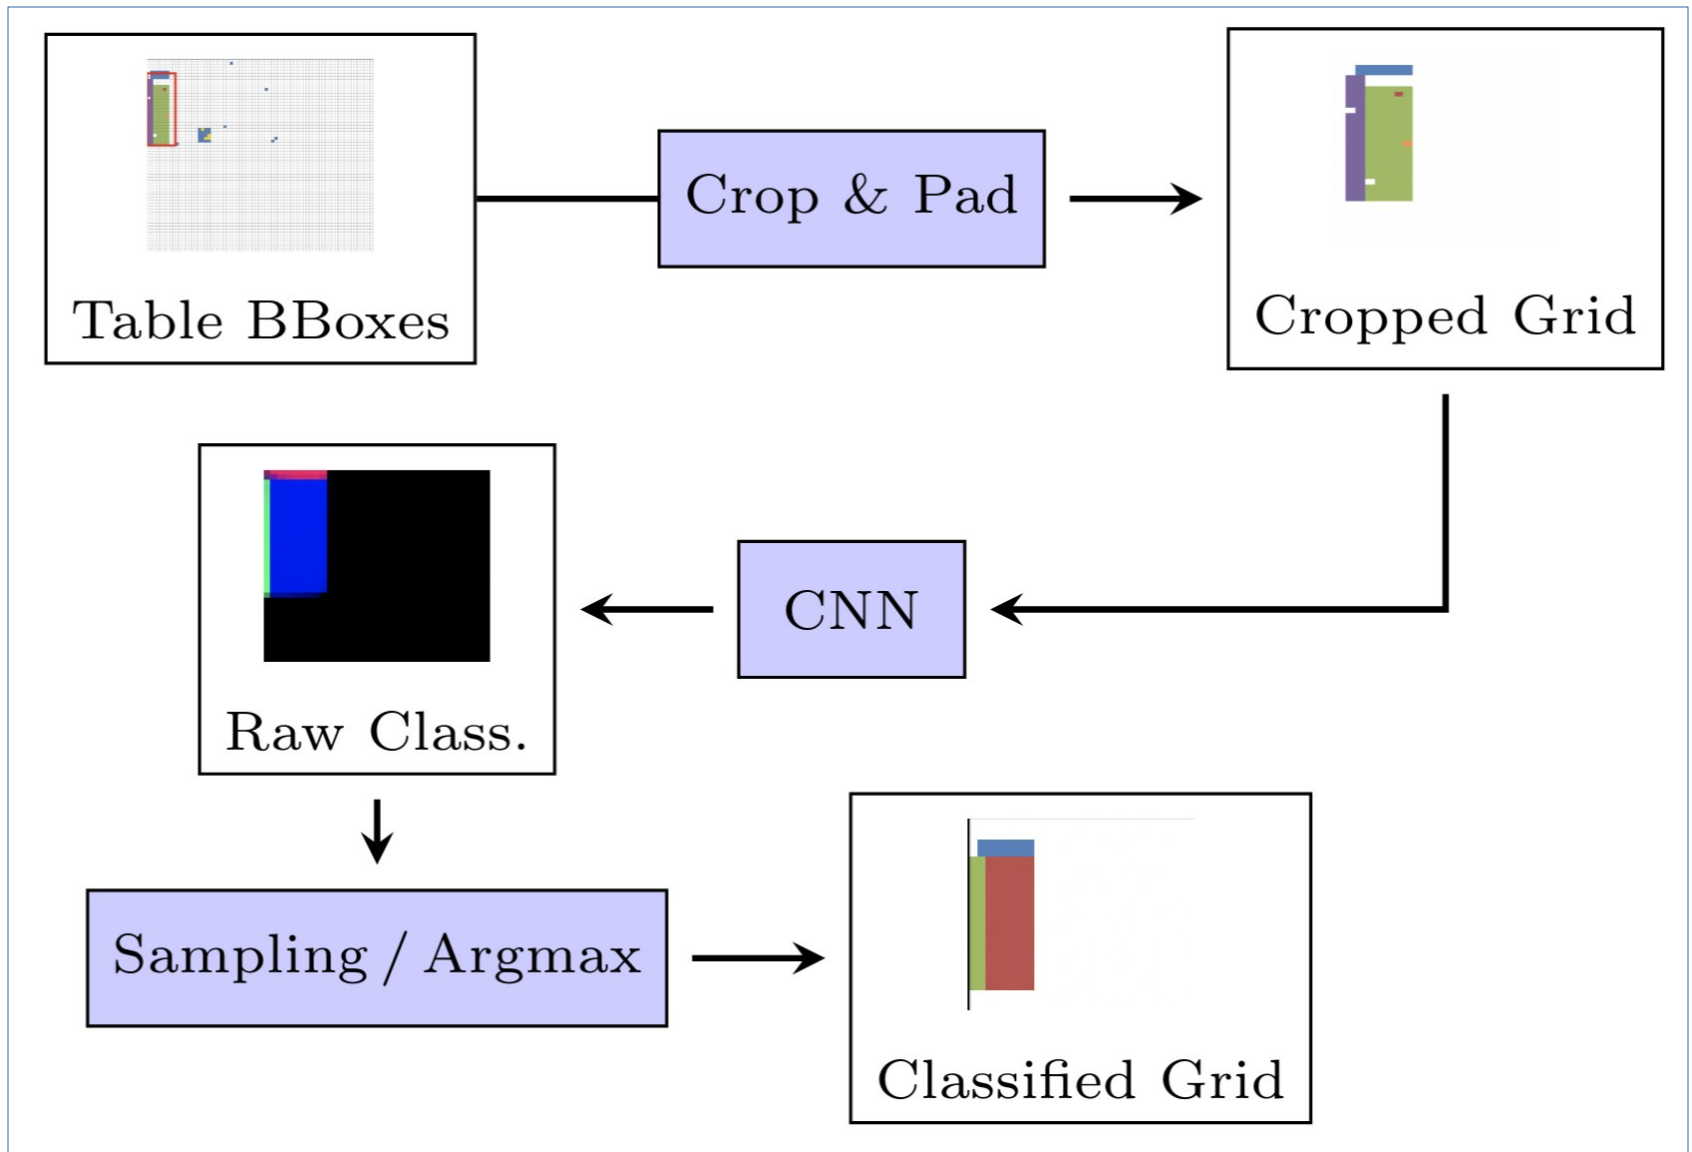 Table BBoxes
Crop & Pad
Cropped Grid
CNN
Raw Class.
Sampling / Argmax
Classified Grid